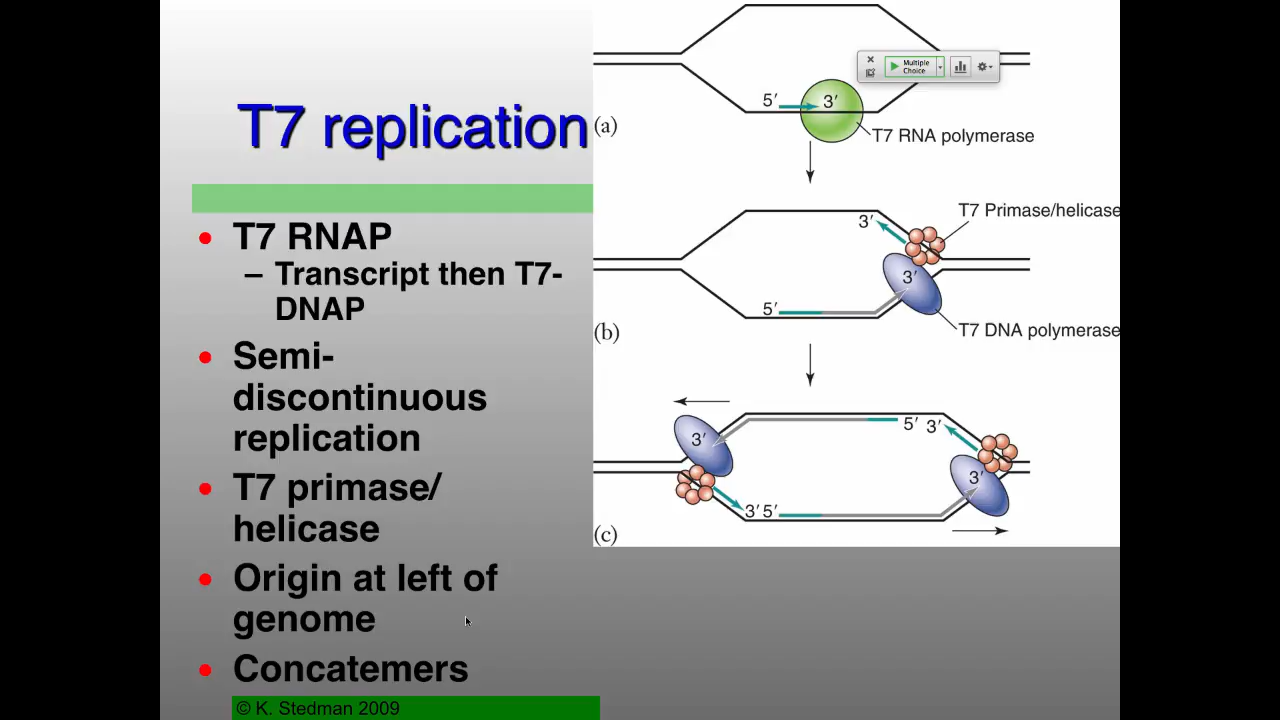 T7 replication
T7 RNAP
– Transcript then T7-
DNAP
Semi-
discontinuous
replication
T7 primase/
helicase
Origin at left of
genome
Concatemers
© K. Stedman 2009
Multiple
Choice
5′ 3′
(a)
T7 RNA polymerase
3′
T7 Primase/helicase
3′
5′
(b)
T7 DNA polymerase
5′ 3′
3′
3′
3′ 5′
(c)